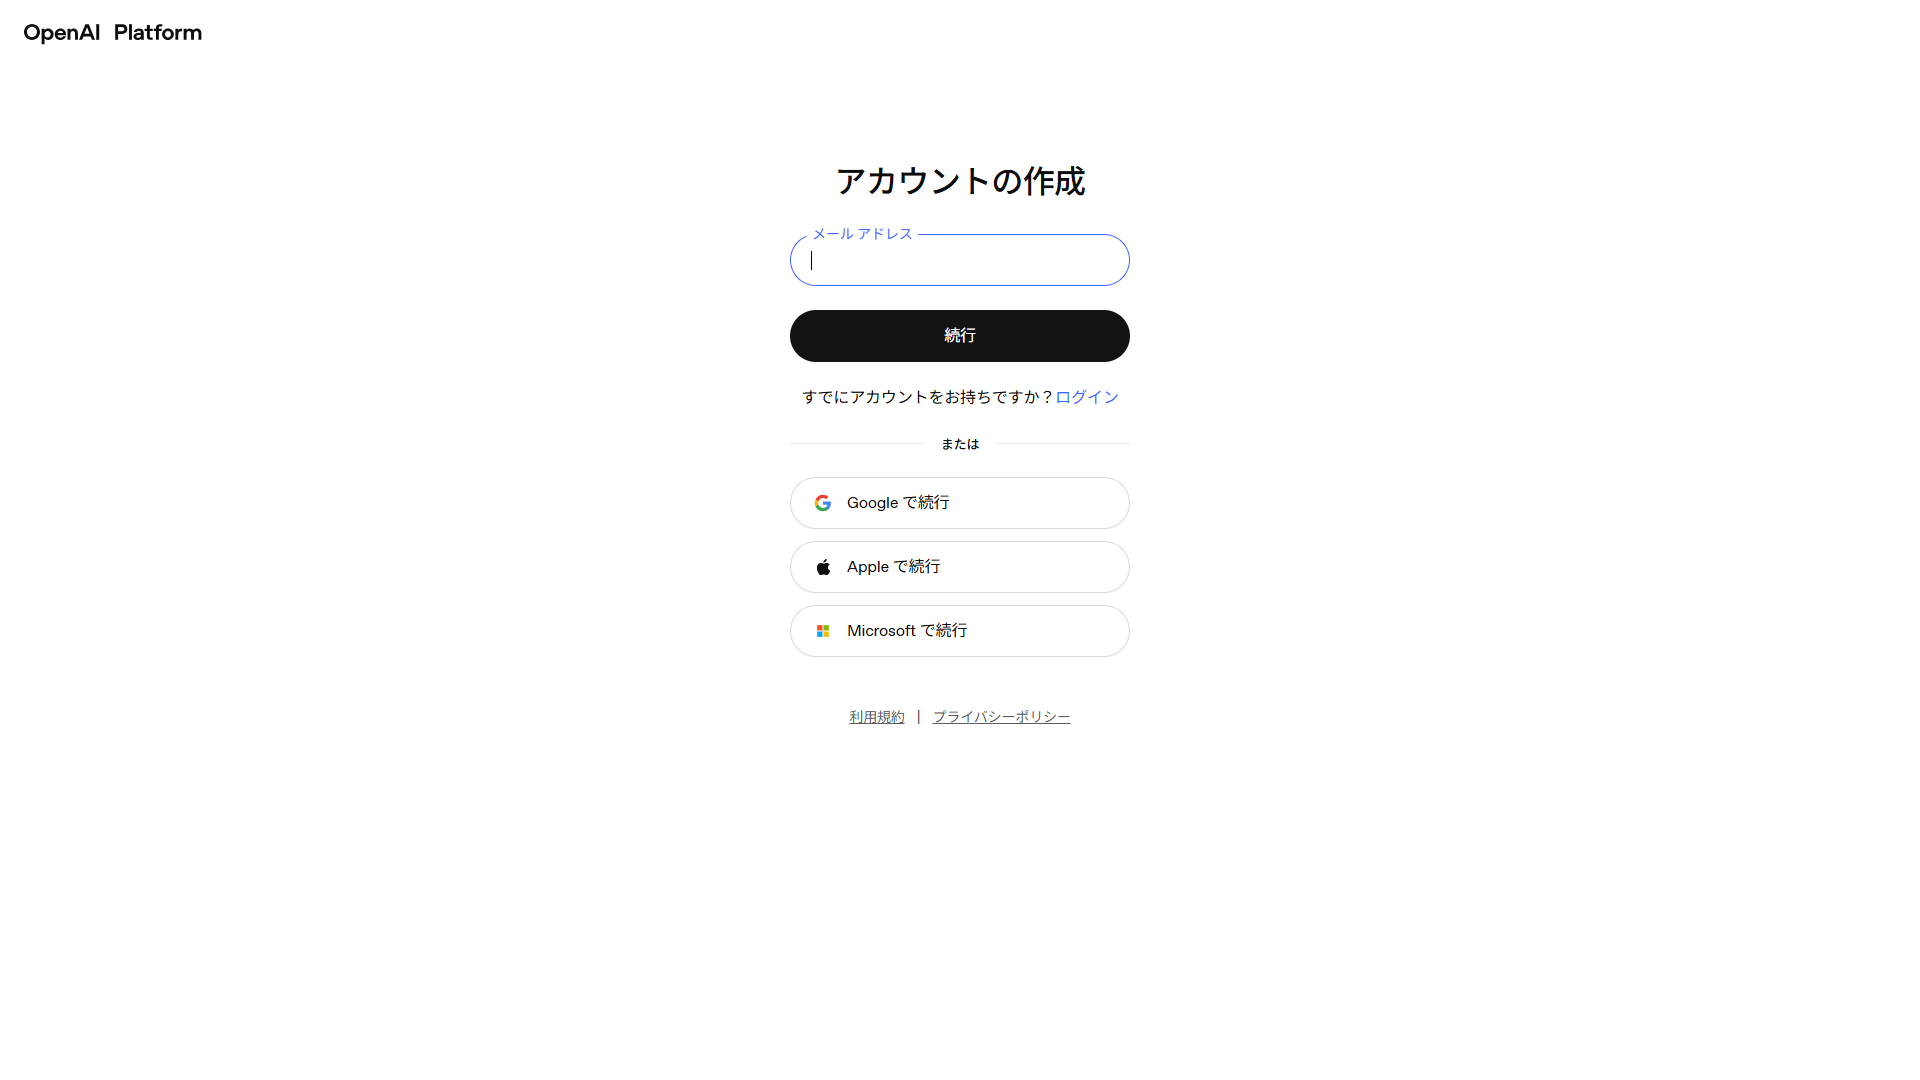 OpenAI Platform
アカウントの作成
メール アドレス
続行
すでにアカウントをお持ちですか？ログイン
または
Google で続行
Apple で続行
Microsoft で続行
利用規約 | プライバシーポリシー